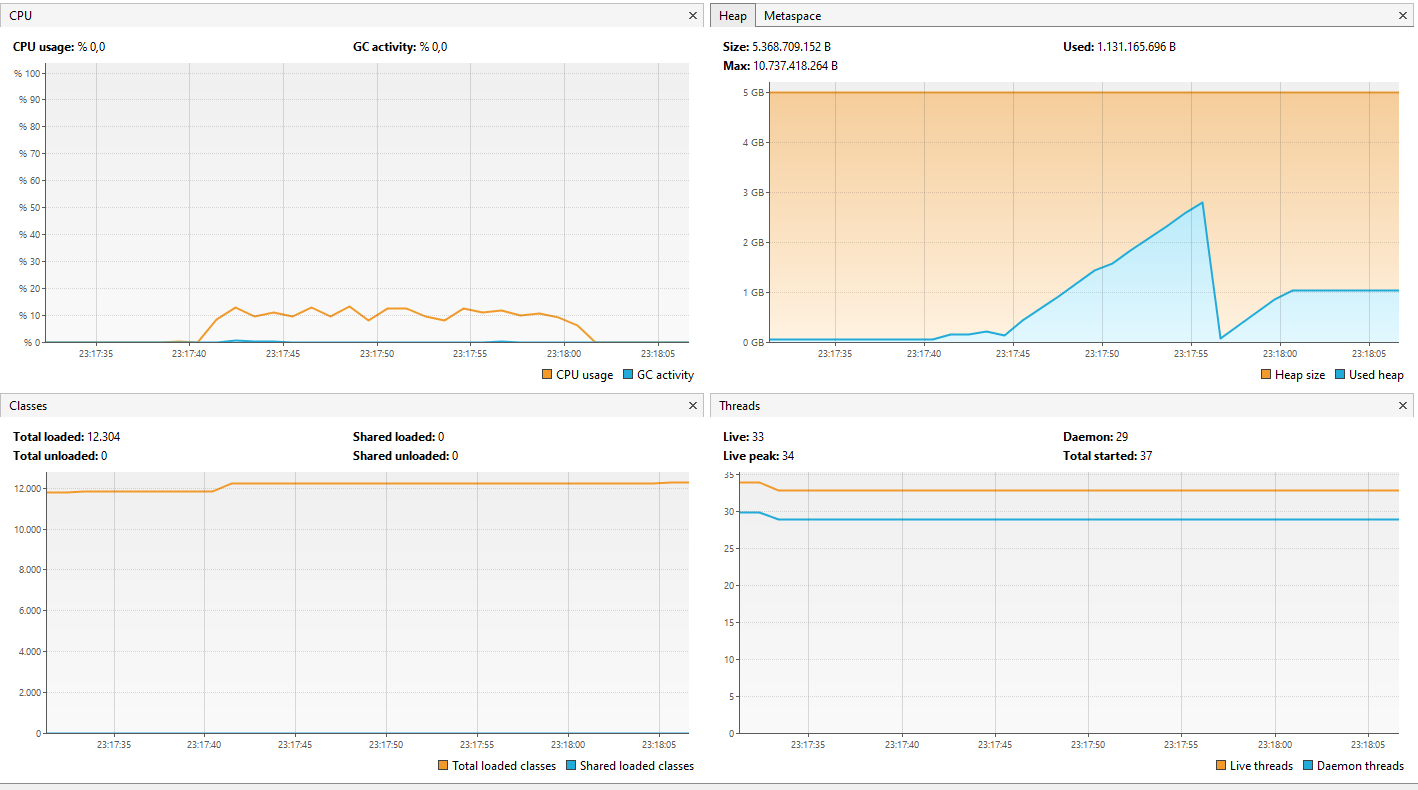 CPU
CPU usage: % 0,0 GC activity: % 0,0
% 100
% 90
% 80
% 70
% 60
% 50
% 40
% 30
% 20
% 10
% 0
23:17:35 23:17:40 23:17:45 23:17:50 23:17:55 23:18:00 23:18:05
CPU usage GC activity
Heap Metaspace
Size: 5.368.709.152 B Used: 1.131.165.696 B
Max: 10.737.418.264 B
5 GB
4 GB
3 GB
2 GB
1 GB
0 GB
23:17:35 23:17:40 23:17:45 23:17:50 23:17:55 23:18:00 23:18:05
Heap size Used heap
Classes
Total loaded: 12.304 Shared loaded: 0
Total unloaded: 0 Shared unloaded: 0
12.000
10.000
8.000
6.000
4.000
2.000
0
23:17:35 23:17:40 23:17:45 23:17:50 23:17:55 23:18:00 23:18:05
Total loaded classes Shared loaded classes
Threads
Live: 33 Daemon: 29
Live peak: 34 Total started: 37
35
30
25
20
15
10
5
0
23:17:35 23:17:40 23:17:45 23:17:50 23:17:55 23:18:00 23:18:05
Live threads Daemon threads